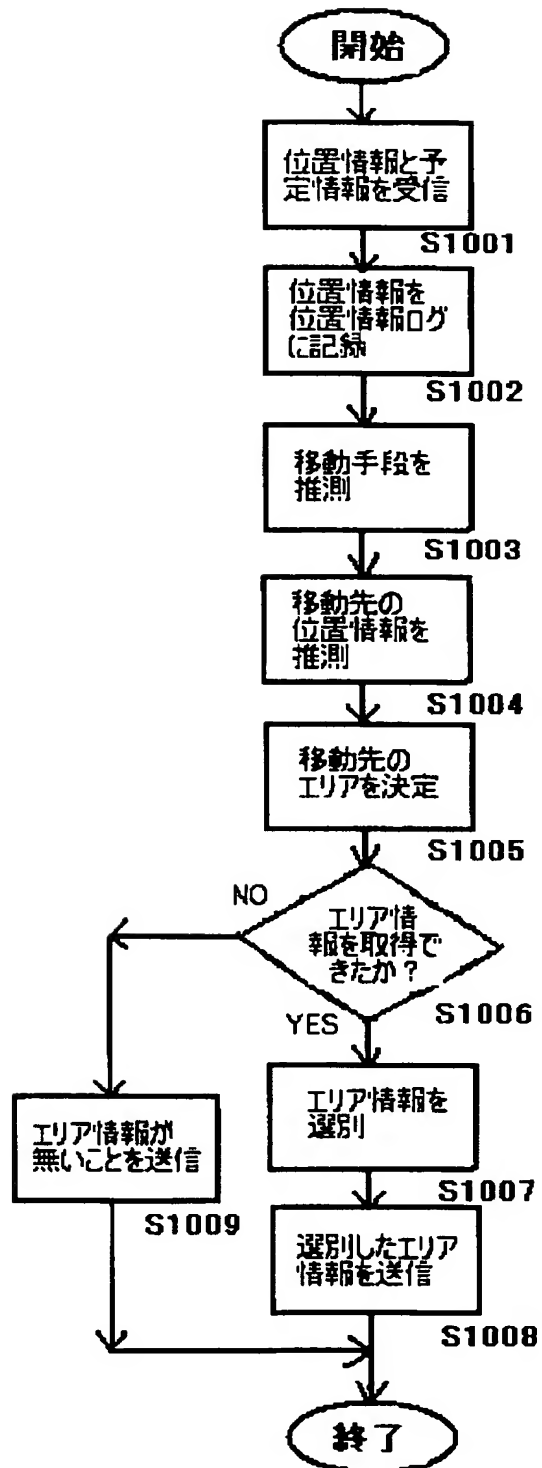 開始
位置情報と予
定情報を受信
S1001
位置情報を
位置情報ログ
に記録
S1002
移動手段を
推測
S1003
移動先の
位置情報を
推測
S1004
移動先の
エリアを決定
S1005
NO
エリア情
報を取得で
きたか？
S1006
YES
エリア情報を
選別
S1007
エリア情報が
無いことを送信
S1009
選別したエリア
情報を送信
S1008
終了